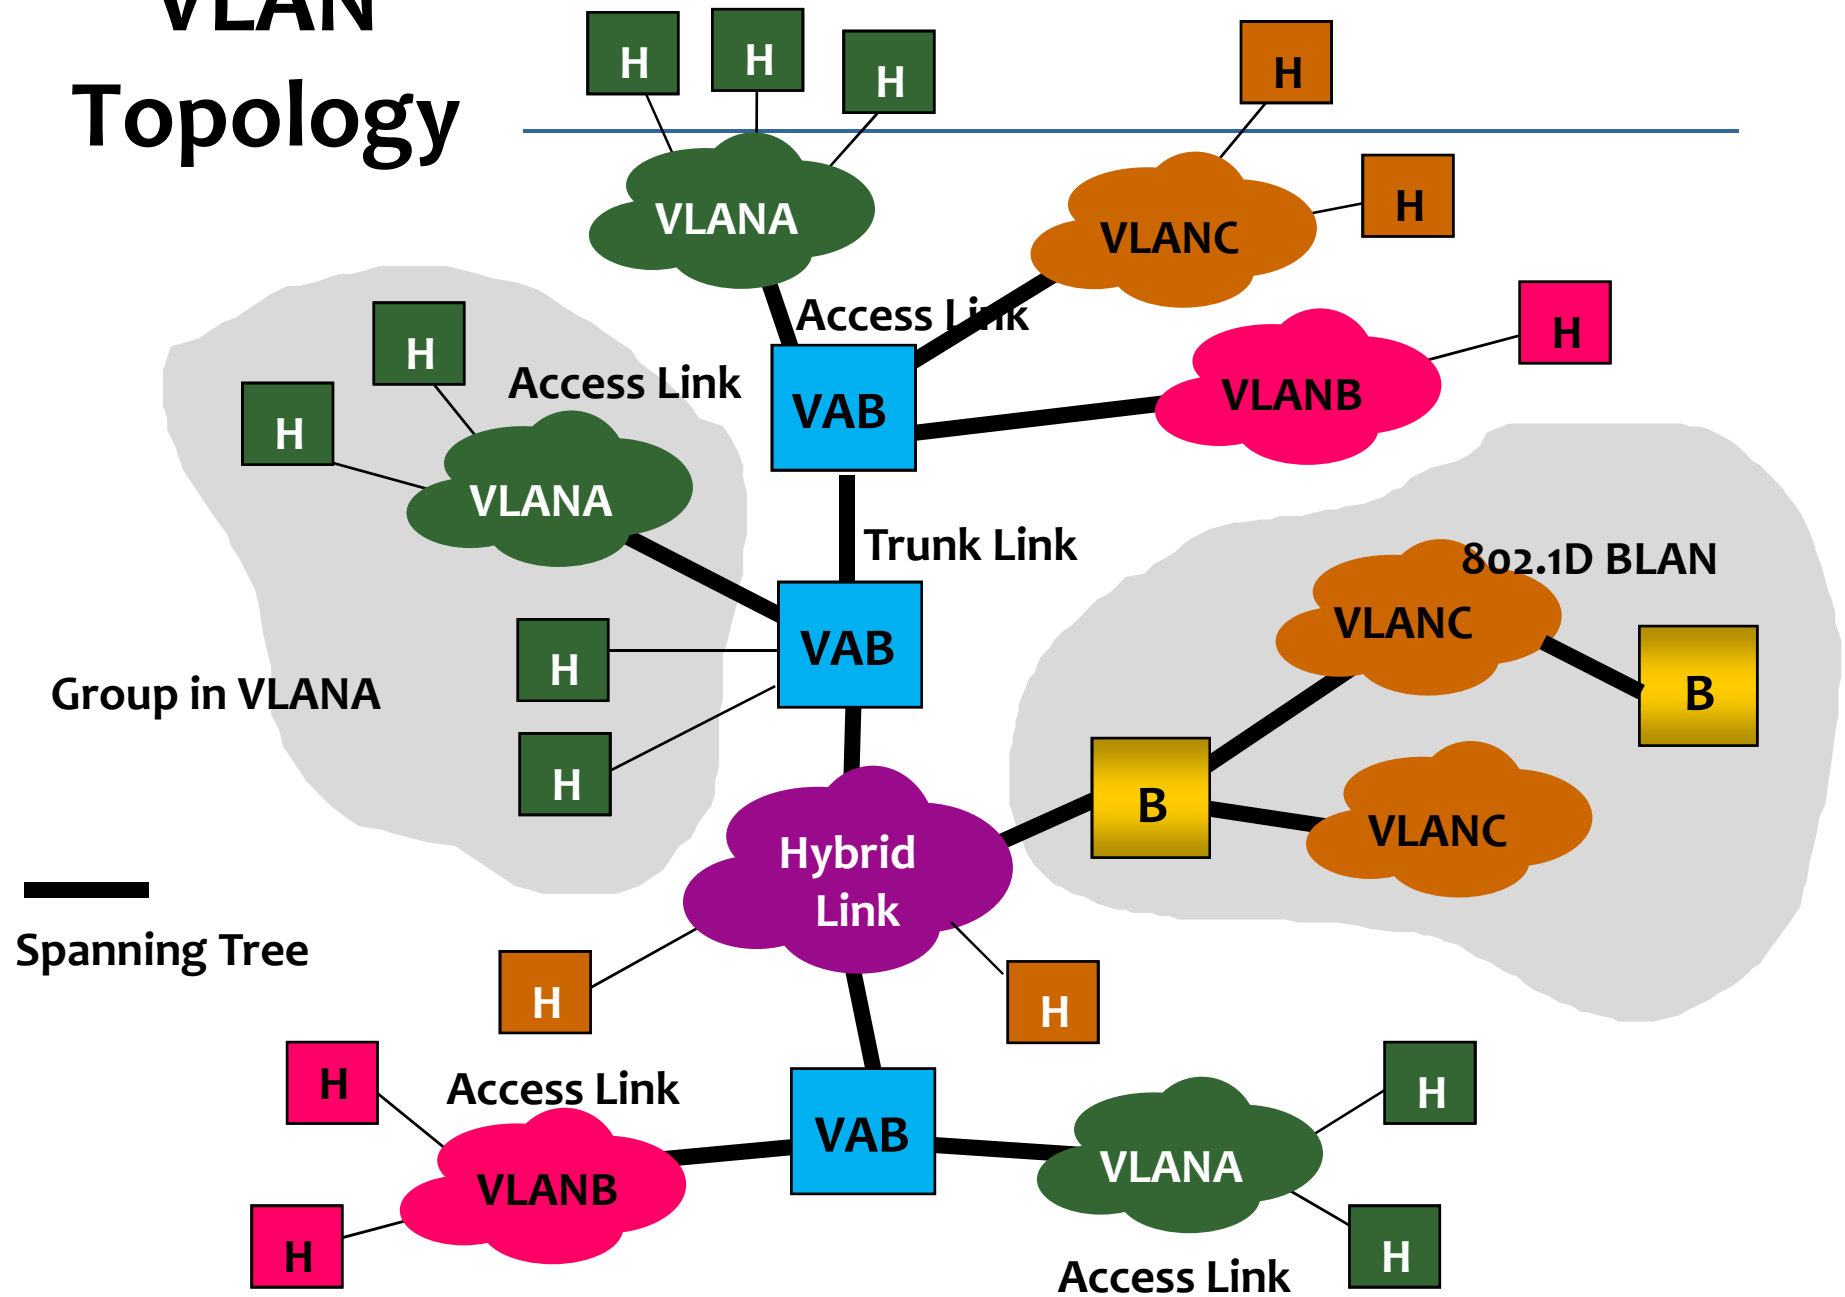 VLAN
Topology
H
H
H
H
H
VLANA
VLANC
Access Link
H
H
Access Link
H
VLANB
VAB
VLANA
Trunk Link
802.1D BLAN
VLANC
H
VAB
B
Group in VLANA
H
B
VLANC
Hybrid
Link
Spanning Tree
H
H
H
Access Link
H
VAB
VLANA
VLANB
H
H
Access Link